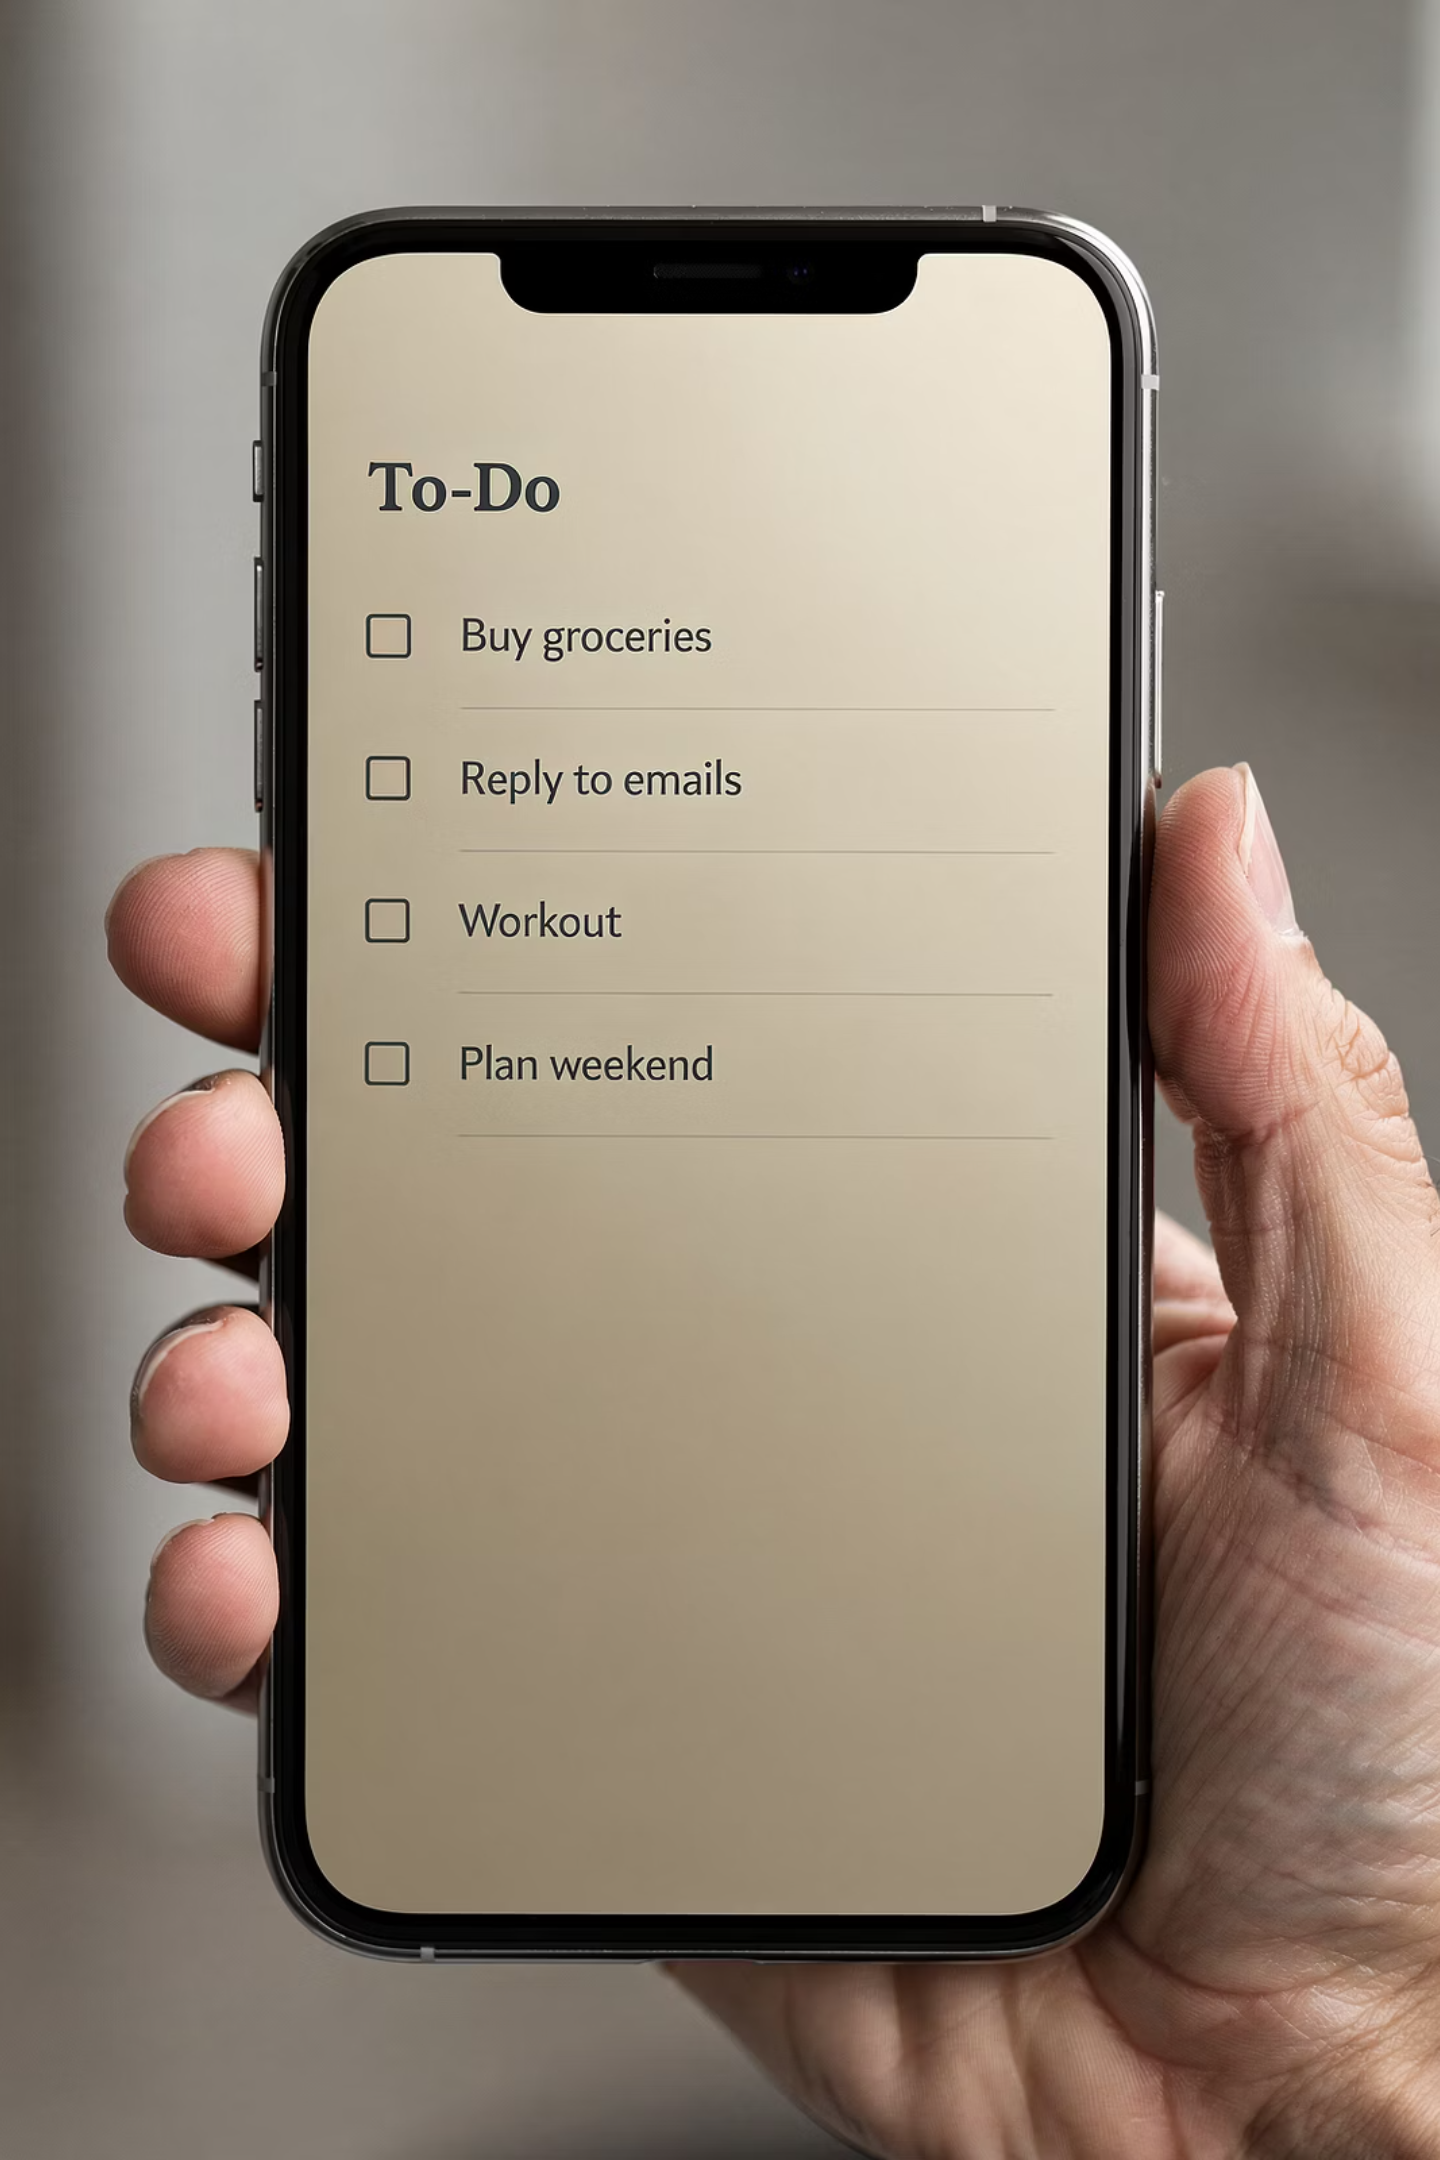 To-Do
Buy groceries
Reply to emails
Workout
Plan weekend